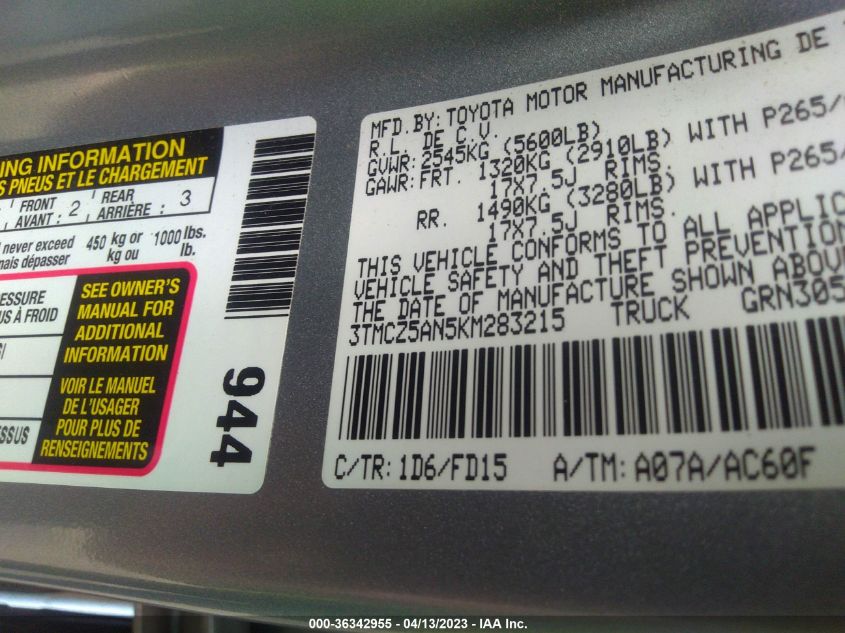 ING INFORMATION
S PNEUS ET LE CHARGEMENT
FRONT
AVANT : 2
REAR
ARRIÈRE : 3
never exceed
mais dépasser
450 kg or
kg ou
1000 lbs.
lb.
ESSURE
À FROID
SEE OWNER'S
MANUAL FOR
ADDITIONAL
INFORMATION
VOIR LE MANUEL
DE L'USAGER
POUR PLUS DE
RENSEIGNEMENTS
944
MFD.BY:TOYOTA MOTOR MANUFACTURING DE
R.L. DE C.V.
GVWR:2545KG (5600LB)
GAWR:FRT. 1320KG (2910LB) WITH P265/
17X7.5J RIMS.
RR. 1490KG (3280LB) WITH P265/
17X7.5J RIMS.
THIS VEHICLE CONFORMS TO ALL APPLIC
VEHICLE SAFETY AND THEFT PREVENTION
THE DATE OF MANUFACTURE SHOWN ABOVE
3TMCZ5AN5KM283215 TRUCK GRN305
C/TR:1D6/FD15 A/TM:A07A/AC60F
000-36342955 - 04/13/2023 - IAA Inc.